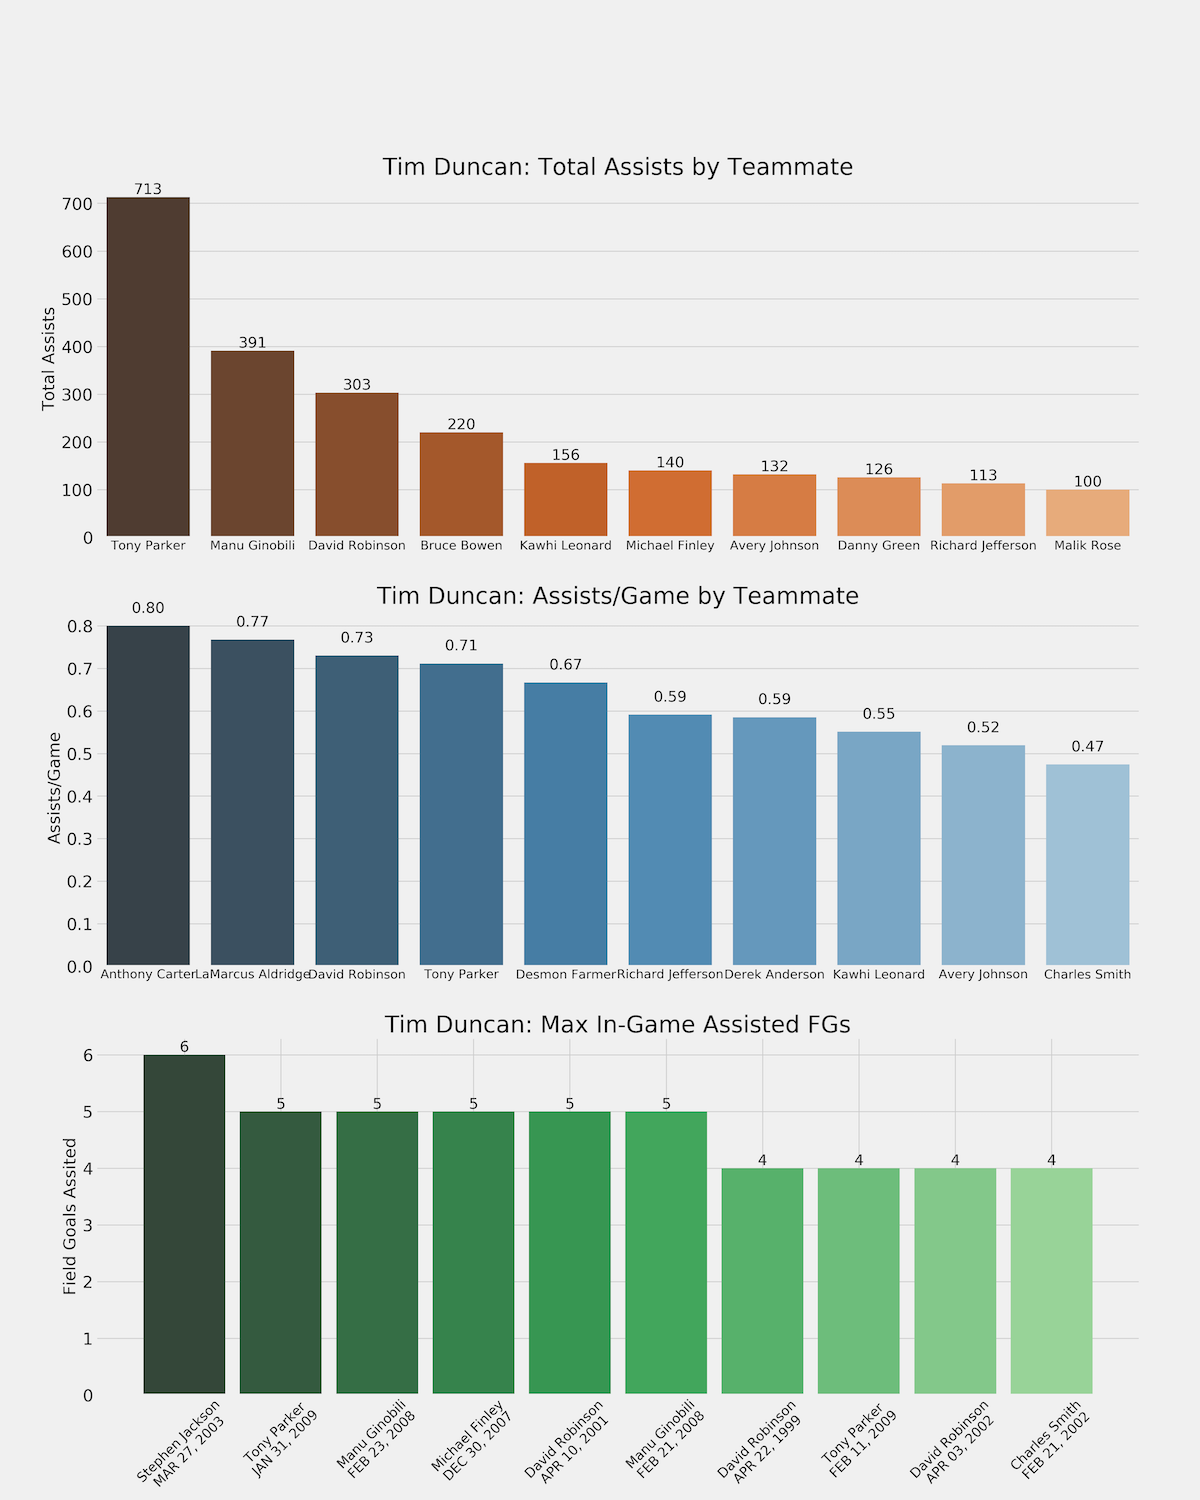 Tim Duncan: Total Assists by Teammate
Total Assists
700
600
500
400
300
200
100
0
713
391
303
220
156
140
132
126
113
100
Tony Parker
Manu Ginobili
David Robinson
Bruce Bowen
Kawhi Leonard
Michael Finley
Avery Johnson
Danny Green
Richard Jefferson
Malik Rose
Tim Duncan: Assists/Game by Teammate
Assists/Game
0.8
0.7
0.6
0.5
0.4
0.3
0.2
0.1
0.0
0.80
0.77
0.73
0.71
0.67
0.59
0.59
0.55
0.52
0.47
Anthony Carter
LaMarcus Aldridge
David Robinson
Tony Parker
Desmon Farmer
Richard Jefferson
Derek Anderson
Kawhi Leonard
Avery Johnson
Charles Smith
Tim Duncan: Max In-Game Assisted FGs
Field Goals Assited
6
5
4
3
2
1
0
6
5
5
5
5
5
4
4
4
4
Stephen Jackson
MAR 27, 2003
Tony Parker
JAN 31, 2009
Manu Ginobili
FEB 23, 2008
Michael Finley
DEC 30, 2007
David Robinson
APR 10, 2001
Manu Ginobili
FEB 21, 2008
David Robinson
APR 22, 1999
Tony Parker
FEB 11, 2009
David Robinson
APR 03, 2002
Charles Smith
FEB 21, 2002